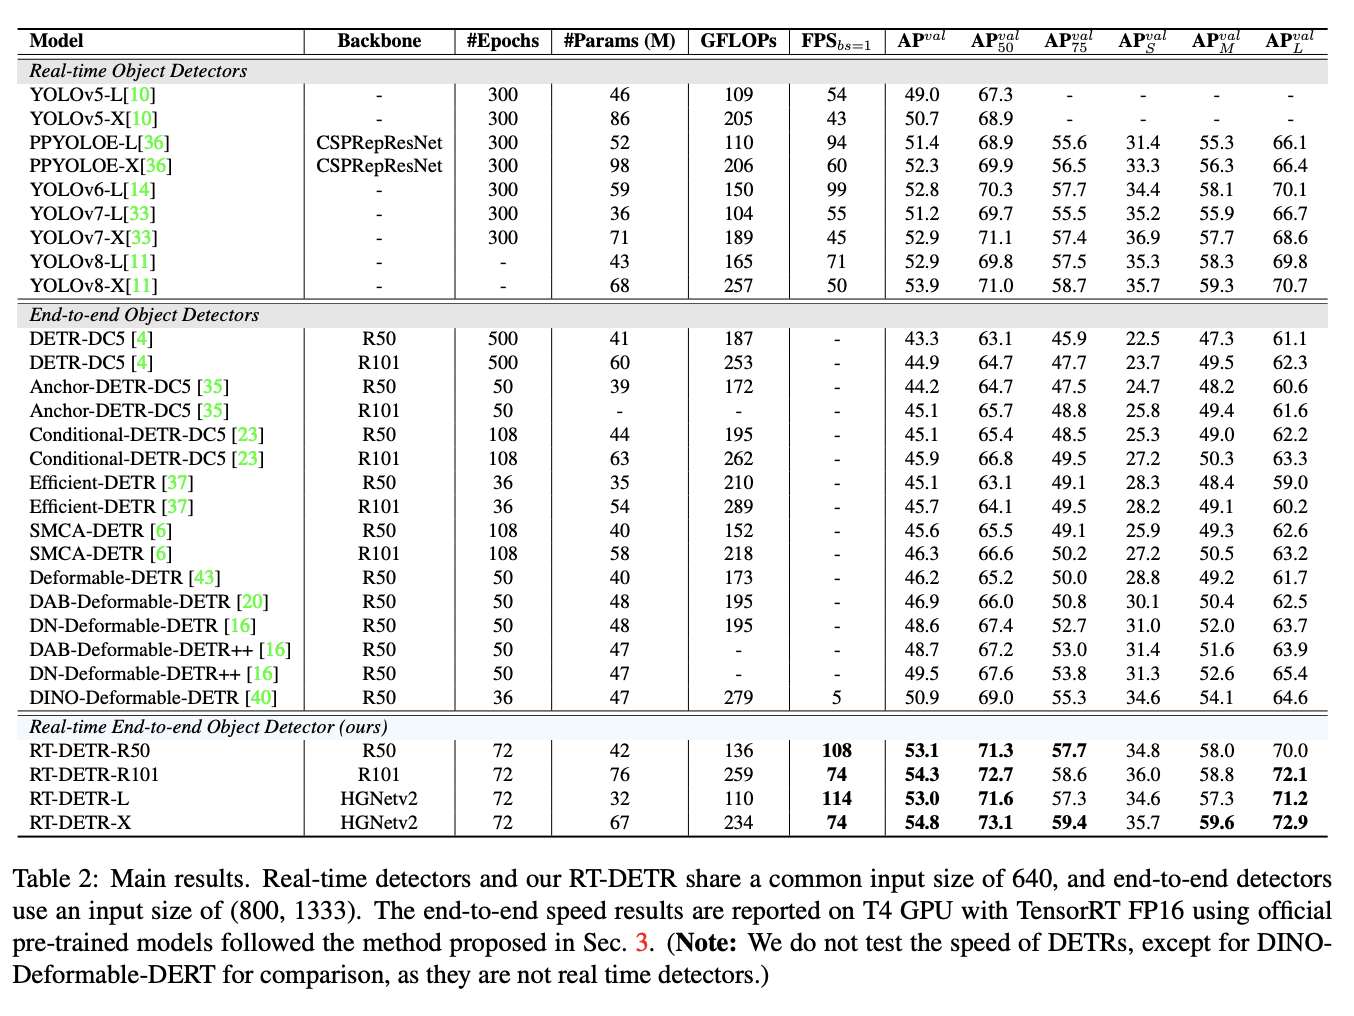 Model Backbone #Epochs #Params (M) GFLOPs FPS_bs=1 AP^val AP^val_50 AP^val_75 AP^val_S AP^val_M AP^val_L
Real-time Object Detectors
YOLOv5-L[10] - 300 46 109 54 49.0 67.3 - - - -
YOLOv5-X[10] - 300 86 205 43 50.7 68.9 - - - -
PPYOLOE-L[36] CSPRepResNet 300 52 110 94 51.4 68.9 55.6 31.4 55.3 66.1
PPYOLOE-X[36] CSPRepResNet 300 98 206 60 52.3 69.9 56.5 33.3 56.3 66.4
YOLOv6-L[14] - 300 59 150 99 52.8 70.3 57.7 34.4 58.1 70.1
YOLOv7-L[33] - 300 36 104 55 51.2 69.7 55.5 35.2 55.9 66.7
YOLOv7-X[33] - 300 71 189 45 52.9 71.1 57.4 36.9 57.7 68.6
YOLOv8-L[11] - - 43 165 71 52.9 69.8 57.5 35.3 58.3 69.8
YOLOv8-X[11] - - 68 257 50 53.9 71.0 58.7 35.7 59.3 70.7
End-to-end Object Detectors
DETR-DC5 [4] R50 500 41 187 - 43.3 63.1 45.9 22.5 47.3 61.1
DETR-DC5 [4] R101 500 60 253 - 44.9 64.7 47.7 23.7 49.5 62.3
Anchor-DETR-DC5 [35] R50 50 39 172 - 44.2 64.7 47.5 24.7 48.2 60.6
Anchor-DETR-DC5 [35] R101 50 - - - 45.1 65.7 48.8 25.8 49.4 61.6
Conditional-DETR-DC5 [23] R50 108 44 195 - 45.1 65.4 48.5 25.3 49.0 62.2
Conditional-DETR-DC5 [23] R101 108 63 262 - 45.9 66.8 49.5 27.2 50.3 63.3
Efficient-DETR [37] R50 36 35 210 - 45.1 63.1 49.1 28.3 48.4 59.0
Efficient-DETR [37] R101 36 54 289 - 45.7 64.1 49.5 28.2 49.1 60.2
SMCA-DETR [6] R50 108 40 152 - 45.6 65.5 49.1 25.9 49.3 62.6
SMCA-DETR [6] R101 108 58 218 - 46.3 66.6 50.2 27.2 50.5 63.2
Deformable-DETR [43] R50 50 40 173 - 46.2 65.2 50.0 28.8 49.2 61.7
DAB-Deformable-DETR [20] R50 50 48 195 - 46.9 66.0 50.8 30.1 50.4 62.5
DN-Deformable-DETR [16] R50 50 48 195 - 48.6 67.4 52.7 31.0 52.0 63.7
DAB-Deformable-DETR++ [16] R50 50 47 - - 48.7 67.2 53.0 31.4 51.6 63.9
DN-Deformable-DETR++ [16] R50 50 47 - - 49.5 67.6 53.8 31.3 52.6 65.4
DINO-Deformable-DETR [40] R50 36 47 279 5 50.9 69.0 55.3 34.6 54.1 64.6
Real-time End-to-end Object Detector (ours)
RT-DETR-R50 R50 72 42 136 108 53.1 71.3 57.7 34.8 58.0 70.0
RT-DETR-R101 R101 72 76 259 74 54.3 72.7 58.6 36.0 58.8 72.1
RT-DETR-L HGNetv2 72 32 110 114 53.0 71.6 57.3 34.6 57.3 71.2
RT-DETR-X HGNetv2 72 67 234 74 54.8 73.1 59.4 35.7 59.6 72.9
Table 2: Main results. Real-time detectors and our RT-DETR share a common input size of 640, and end-to-end detectors
use an input size of (800, 1333). The end-to-end speed results are reported on T4 GPU with TensorRT FP16 using official
pre-trained models followed the method proposed in Sec. 3. (Note: We do not test the speed of DETRs, except for DINO-
Deformable-DERT for comparison, as they are not real time detectors.)